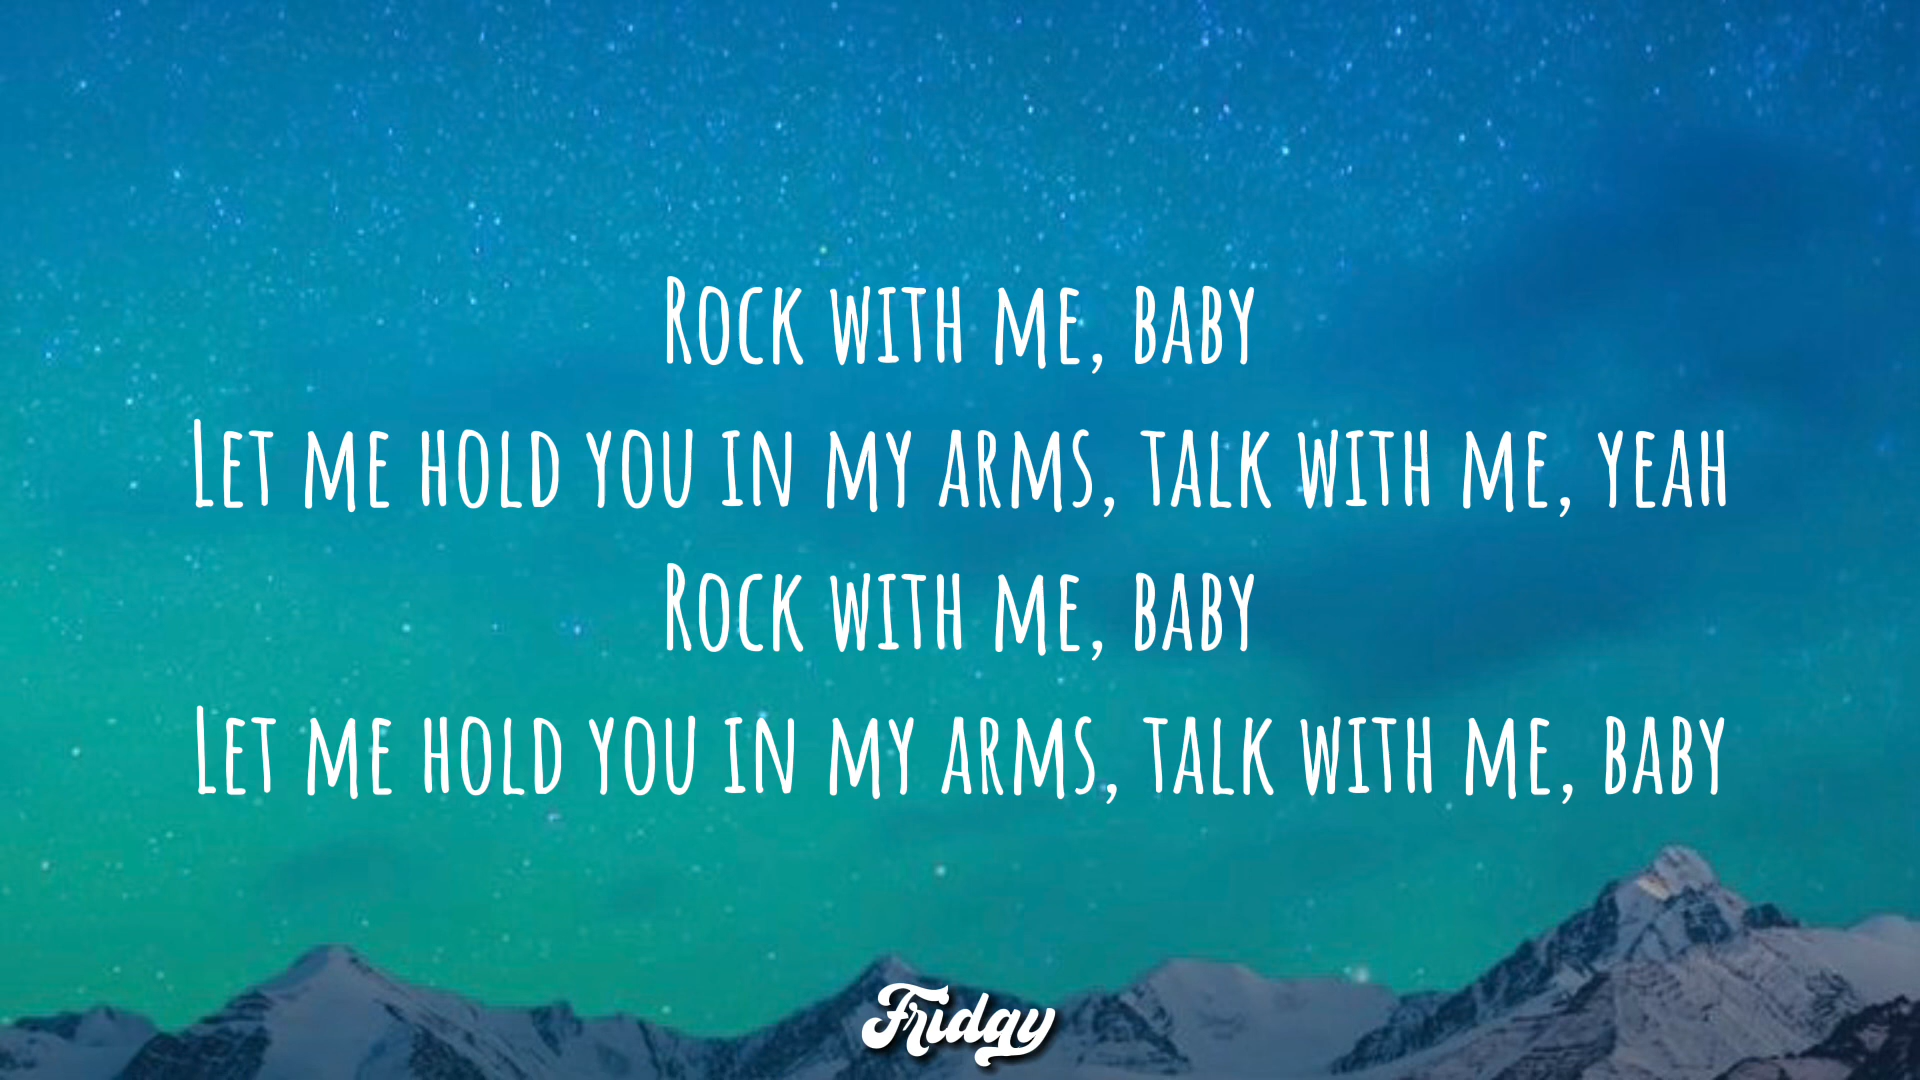 Rock with me, baby
Let me hold you in my arms, talk with me, yeah
Rock with me, baby
Let me hold you in my arms, talk with me, baby
Friday